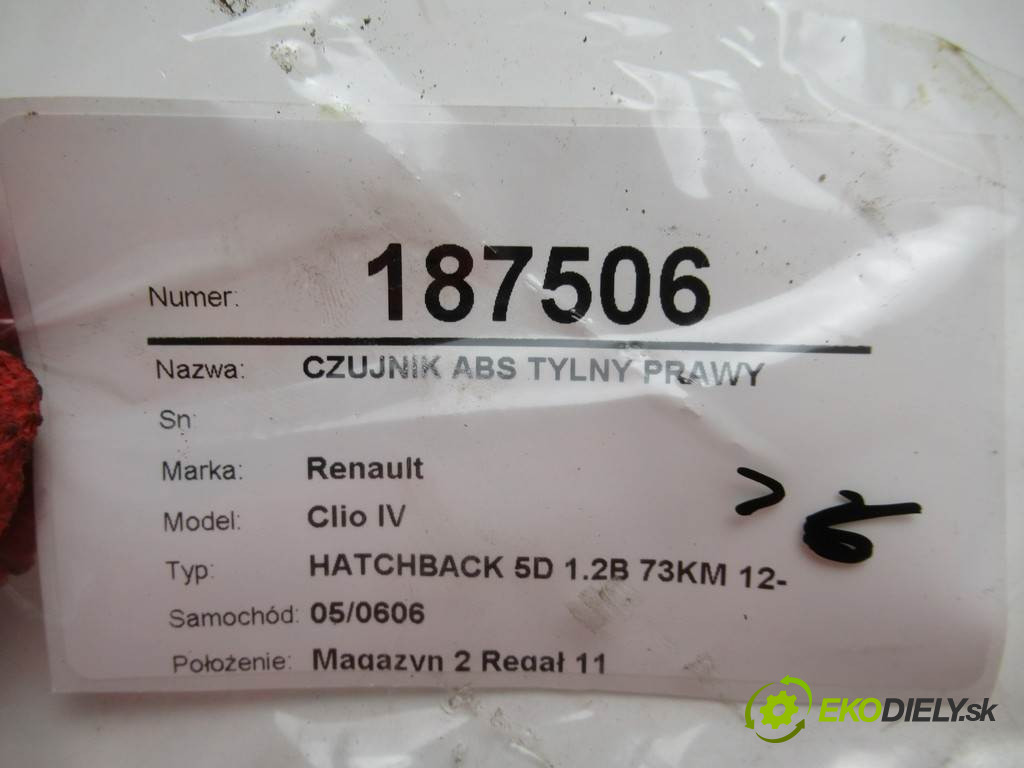 Numer: 187506
Nazwa: CZUJNIK ABS TYLNY PRAWY
Sn
Marka: Renault
Model: Clio IV
Typ: HATCHBACK 5D 1.2B 73KM 12-
Samochód: 05/0606
Położenie: Magazyn 2 Regał 11
EKODIELY.sk